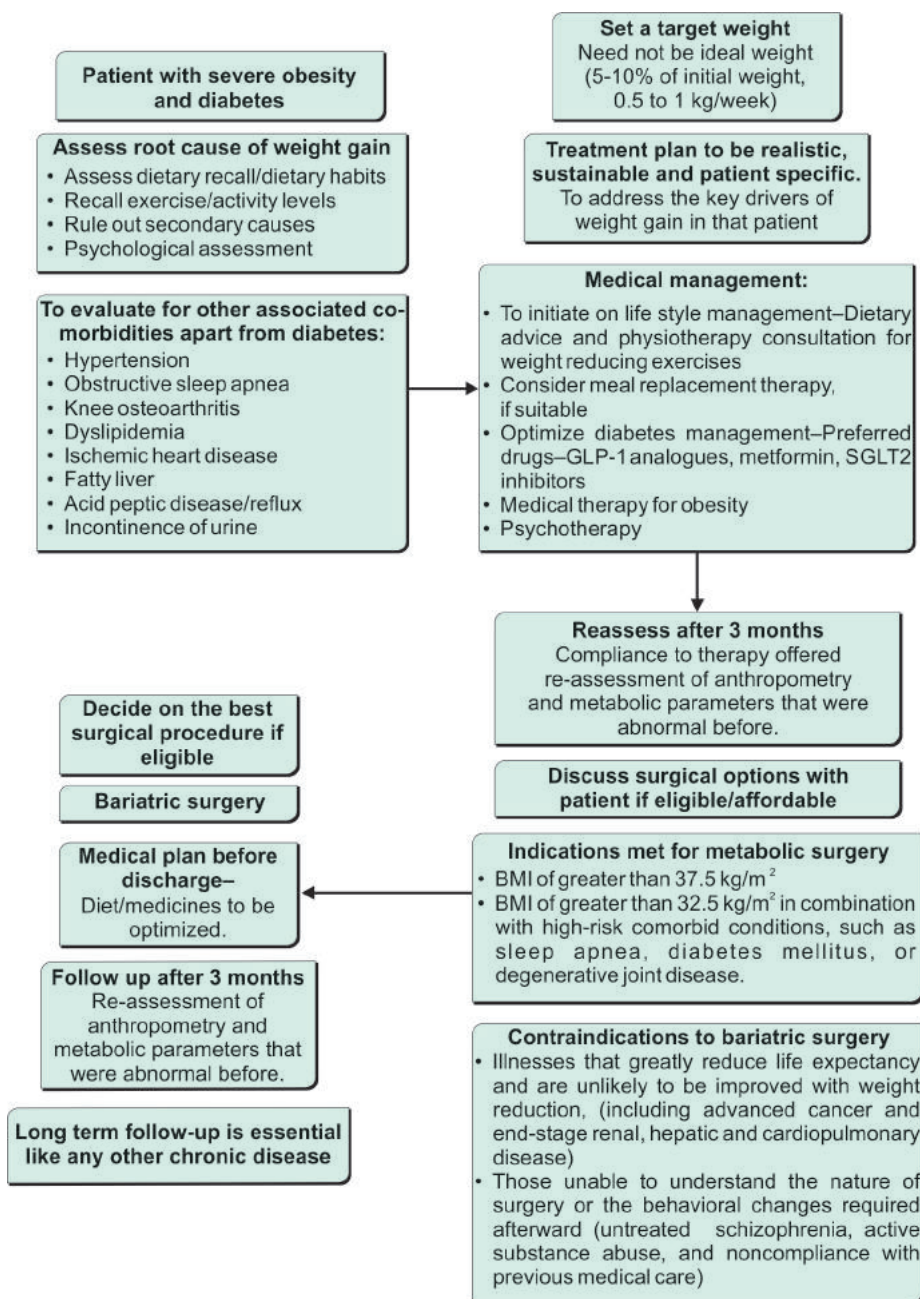 Patient with severe obesity
and diabetes
Assess root cause of weight gain
• Assess dietary recall/dietary habits
• Recall exercise/activity levels
• Rule out secondary causes
• Psychological assessment
To evaluate for other associated co-
morbidities apart from diabetes:
• Hypertension
• Obstructive sleep apnea
• Knee osteoarthritis
• Dyslipidemia
• Ischemic heart disease
• Fatty liver
• Acid peptic disease/reflux
• Incontinence of urine
Set a target weight
Need not be ideal weight
(5-10% of initial weight,
0.5 to 1 kg/week)
Treatment plan to be realistic,
sustainable and patient specific.
To address the key drivers of
weight gain in that patient
Medical management:
• To initiate on life style management–Dietary
advice and physiotherapy consultation for
weight reducing exercises
• Consider meal replacement therapy,
if suitable
• Optimize diabetes management–Preferred
drugs–GLP-1 analogues, metformin, SGLT2
inhibitors
• Medical therapy for obesity
• Psychotherapy
Reassess after 3 months
Compliance to therapy offered
re-assessment of anthropometry
and metabolic parameters that were
abnormal before.
Discuss surgical options with
patient if eligible/affordable
Indications met for metabolic surgery
• BMI of greater than 37.5 kg/m²
• BMI of greater than 32.5 kg/m² in combination
with high-risk comorbid conditions, such as
sleep apnea, diabetes mellitus, or
degenerative joint disease.
Contraindications to bariatric surgery
• Illnesses that greatly reduce life expectancy
and are unlikely to be improved with weight
reduction, (including advanced cancer and
end-stage renal, hepatic and cardiopulmonary
disease)
• Those unable to understand the nature of
surgery or the behavioral changes required
afterward (untreated schizophrenia, active
substance abuse, and noncompliance with
previous medical care)
Decide on the best
surgical procedure if
eligible
Bariatric surgery
Medical plan before
discharge–
Diet/medicines to be
optimized.
Follow up after 3 months
Re-assessment of
anthropometry and
metabolic parameters that
were abnormal before.
Long term follow-up is essential
like any other chronic disease